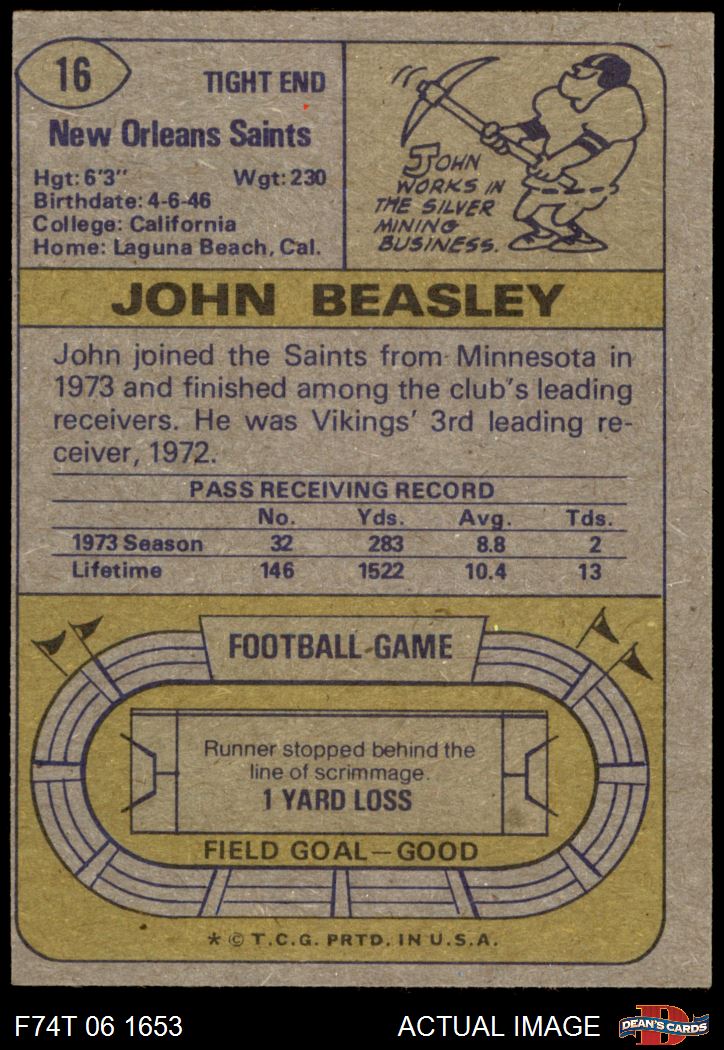 16
TIGHT END
New Orleans Saints
Hgt: 6'3" Wgt: 230
Birthdate: 4-6-46
College: California
Home: Laguna Beach, Cal.
JOHN
WORKS IN
THE SILVER
MINING
BUSINESS.
JOHN BEASLEY
John joined the Saints from Minnesota in
1973 and finished among the club's leading
receivers. He was Vikings' 3rd leading re-
ceiver, 1972.
PASS RECEIVING RECORD
No. Yds. Avg. Tds.
1973 Season 32 283 8.8 2
Lifetime 146 1522 10.4 13
FOOTBALL GAME
Runner stopped behind the
line of scrimmage.
1 YARD LOSS
FIELD GOAL—GOOD
* © T.C.G. PRTD. IN U.S.A.
F74T 06 1653 ACTUAL IMAGE
D
DEAN'S CARDS